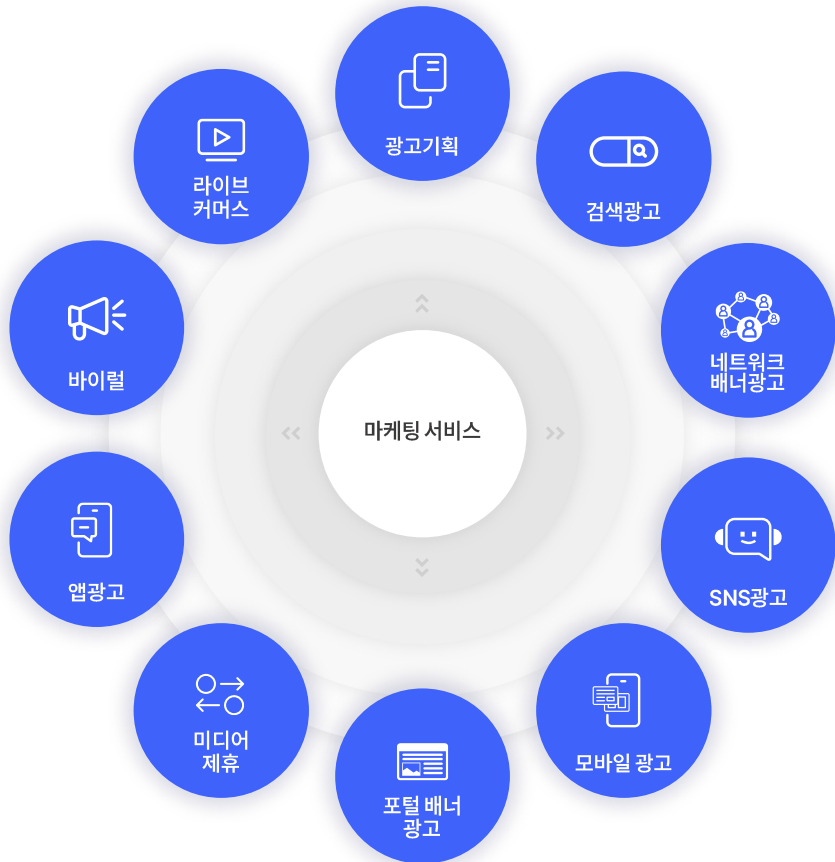 광고기획
검색광고
네트워크
배너광고
SNS광고
모바일 광고
포털 배너
광고
미디어
제휴
앱광고
바이럴
라이브
커머스
마케팅 서비스